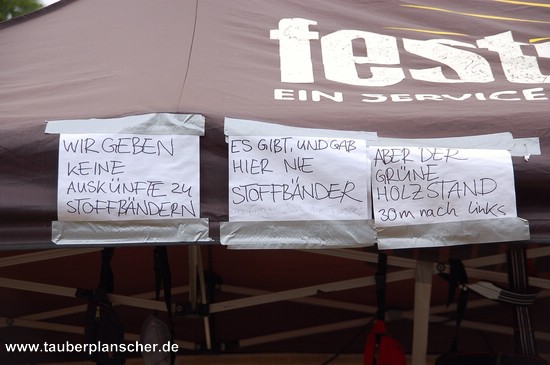 fest
EIN SERVICE
WIR GEBEN
KEINE
AUSKÜNFTE ZU
STOFFBÄNDERN
ES GIBT, UND GAB
HIER NIE
STOFFBÄNDER
ABER DER
GRÜNE
HOLZSTAND
30m nach links
www.tauberplanscher.de